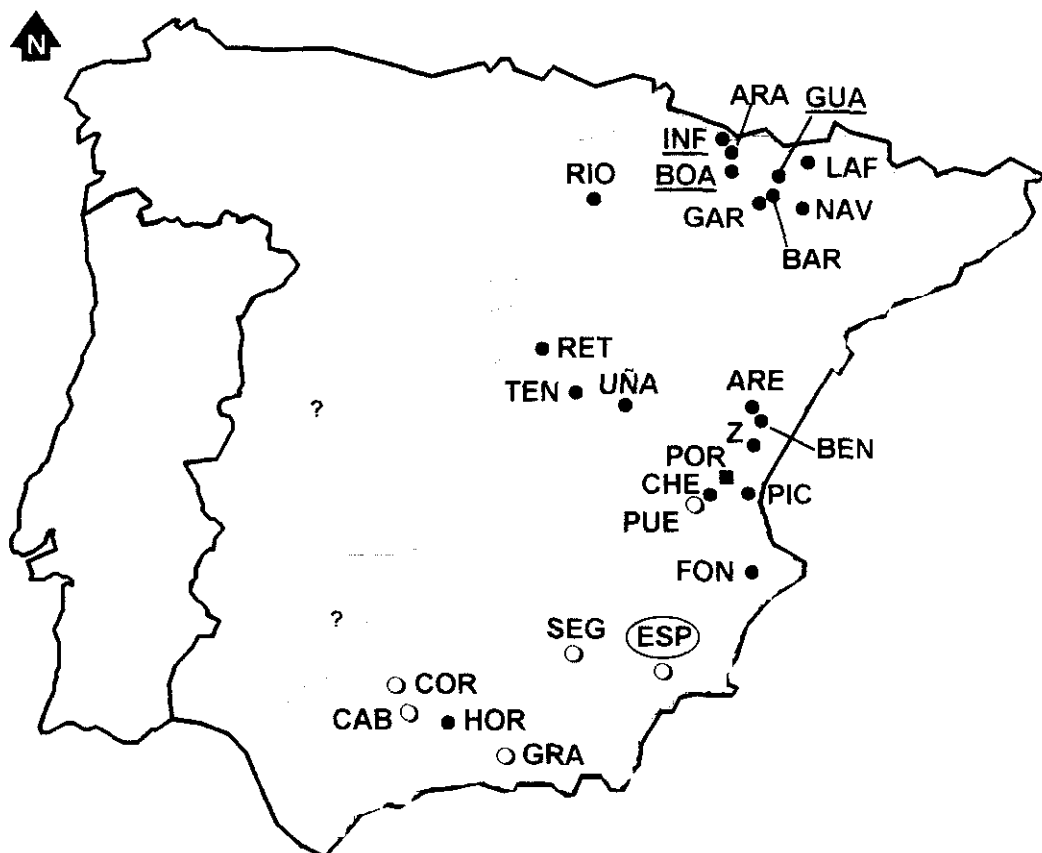 N
ARA
GUA
INF
BOA
LAF
RIO
GAR
NAV
BAR
RET
TEN
UÑA
ARE
?
Z
BEN
POR
CHE
PIC
PUE
FON
?
SEG
ESP
COR
CAB
HOR
GRA